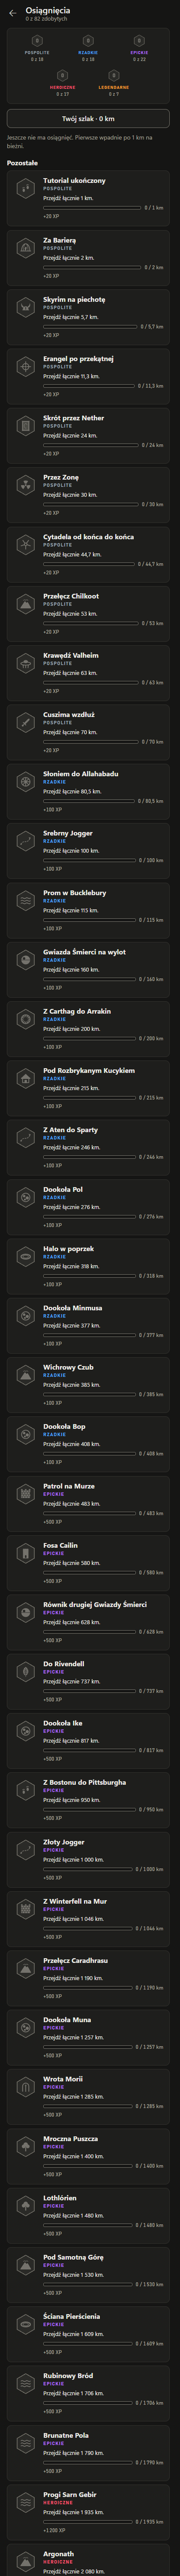 Osiągnięcia
0 z 82 zdobytych
POSPOLITE
0 z 18
RZADKIE
0 z 18
EPICKIE
0 z 22
HEROICZNE
0 z 17
LEGENDARNE
0 z 7
Twój szlak · 0 km
Jeszcze nie ma osiągnięć. Pierwsze wpadnie po 1 km na
bieżni.
Pozostałe
Tutorial ukończony
POSPOLITE
Przejdź łącznie 1 km.
0 / 1 km
+20 XP
Za Barierą
POSPOLITE
Przejdź łącznie 2 km.
0 / 2 km
+20 XP
Skyrim na piechotę
POSPOLITE
Przejdź łącznie 5,7 km.
0 / 5,7 km
+20 XP
Erangel po przekątnej
POSPOLITE
Przejdź łącznie 11,3 km.
0 / 11,3 km
+20 XP
Skrót przez Nether
POSPOLITE
Przejdź łącznie 24 km.
0 / 24 km
+20 XP
Przez Zonę
POSPOLITE
Przejdź łącznie 30 km.
0 / 30 km
+20 XP
Cytadela od końca do końca
POSPOLITE
Przejdź łącznie 44,7 km.
0 / 44,7 km
+20 XP
Przełęcz Chilkoot
POSPOLITE
Przejdź łącznie 53 km.
0 / 53 km
+20 XP
Krawędź Valheim
POSPOLITE
Przejdź łącznie 63 km.
0 / 63 km
+20 XP
Cuszima wzdłuż
POSPOLITE
Przejdź łącznie 70 km.
0 / 70 km
+20 XP
Słoniem do Allahabadu
RZADKIE
Przejdź łącznie 80,5 km.
0 / 80,5 km
+100 XP
Srebrny Jogger
RZADKIE
Przejdź łącznie 100 km.
0 / 100 km
+100 XP
Prom w Bucklebury
RZADKIE
Przejdź łącznie 115 km.
0 / 115 km
+100 XP
Gwiazda Śmierci na wylot
RZADKIE
Przejdź łącznie 160 km.
0 / 160 km
+100 XP
Z Carthag do Arrakin
RZADKIE
Przejdź łącznie 200 km.
0 / 200 km
+100 XP
Pod Rozbrykanym Kucykiem
RZADKIE
Przejdź łącznie 215 km.
0 / 215 km
+100 XP
Z Aten do Sparty
RZADKIE
Przejdź łącznie 246 km.
0 / 246 km
+100 XP
Dookoła Pol
RZADKIE
Przejdź łącznie 276 km.
0 / 276 km
+100 XP
Halo w poprzek
RZADKIE
Przejdź łącznie 318 km.
0 / 318 km
+100 XP
Dookoła Minmusa
RZADKIE
Przejdź łącznie 377 km.
0 / 377 km
+100 XP
Wichrowy Czub
RZADKIE
Przejdź łącznie 385 km.
0 / 385 km
+100 XP
Dookoła Bop
RZADKIE
Przejdź łącznie 408 km.
0 / 408 km
+100 XP
Patrol na Murze
EPICKIE
Przejdź łącznie 483 km.
0 / 483 km
+500 XP
Fosa Cailin
EPICKIE
Przejdź łącznie 580 km.
0 / 580 km
+500 XP
Równik drugiej Gwiazdy Śmierci
EPICKIE
Przejdź łącznie 628 km.
0 / 628 km
+500 XP
Do Rivendell
EPICKIE
Przejdź łącznie 737 km.
0 / 737 km
+500 XP
Dookoła Ike
EPICKIE
Przejdź łącznie 817 km.
0 / 817 km
+500 XP
Z Bostonu do Pittsburgha
EPICKIE
Przejdź łącznie 950 km.
0 / 950 km
+500 XP
Złoty Jogger
EPICKIE
Przejdź łącznie 1 000 km.
0 / 1 000 km
+500 XP
Z Winterfell na Mur
EPICKIE
Przejdź łącznie 1 046 km.
0 / 1 046 km
+500 XP
Przełęcz Caradhrasu
EPICKIE
Przejdź łącznie 1 190 km.
0 / 1 190 km
+500 XP
Dookoła Muna
EPICKIE
Przejdź łącznie 1 257 km.
0 / 1 257 km
+500 XP
Wrota Morii
EPICKIE
Przejdź łącznie 1 285 km.
0 / 1 285 km
+500 XP
Mroczna Puszcza
EPICKIE
Przejdź łącznie 1 400 km.
0 / 1 400 km
+500 XP
Lothlórien
EPICKIE
Przejdź łącznie 1 480 km.
0 / 1 480 km
+500 XP
Pod Samotną Górę
EPICKIE
Przejdź łącznie 1 530 km.
0 / 1 530 km
+500 XP
Ściana Pierścienia
EPICKIE
Przejdź łącznie 1 609 km.
0 / 1 609 km
+500 XP
Rubinowy Bród
EPICKIE
Przejdź łącznie 1 706 km.
0 / 1 706 km
+500 XP
Brunatne Pola
EPICKIE
Przejdź łącznie 1 790 km.
0 / 1 790 km
+500 XP
Progi Sarn Gebir
HEROICZNE
Przejdź łącznie 1 935 km.
0 / 1 935 km
+1 200 XP
Argonath
HEROICZNE
Przejdź łącznie 2 080 km.